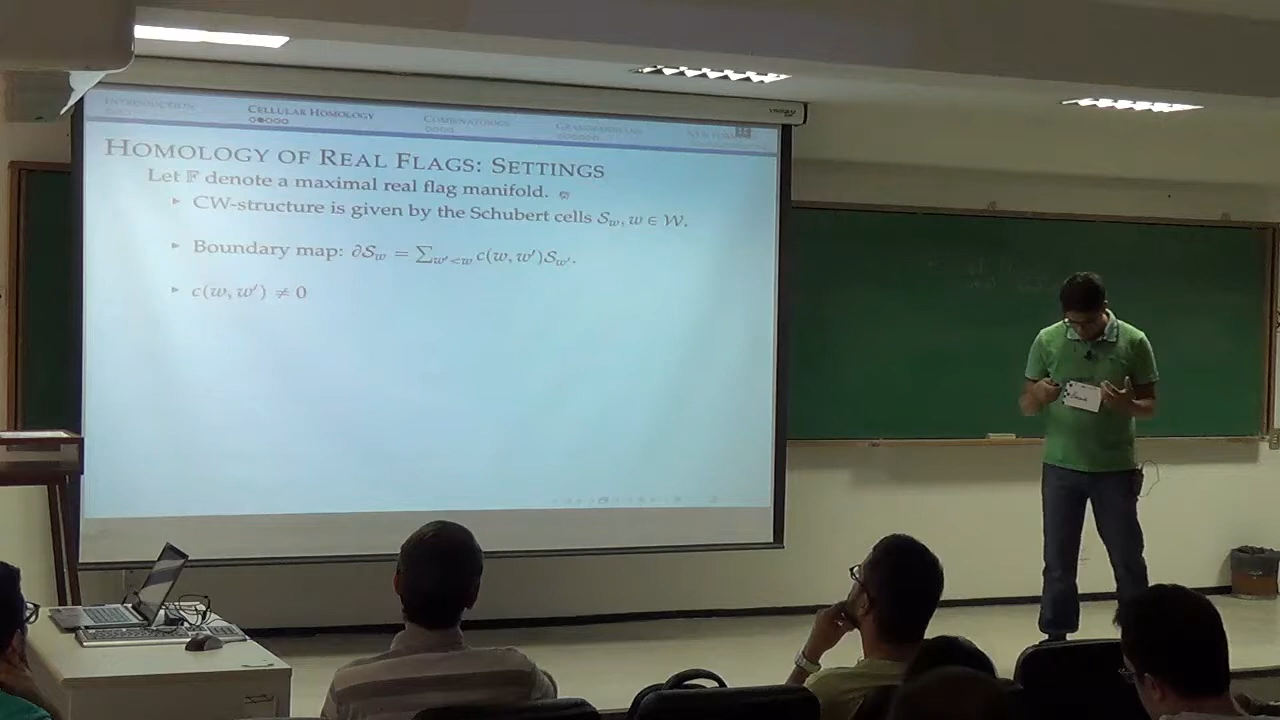 INTRODUCTION CELLULAR HOMOLOGY COMBINATORICS GRASSMANNIANS
HOMOLOGY OF REAL FLAGS: SETTINGS
Let 𝔽 denote a maximal real flag manifold.
▸ CW-structure is given by the Schubert cells 𝒮_w, w ∈ 𝒲.
▸ Boundary map: ∂𝒮_w = ∑_{w′<w} c(w, w′)𝒮_{w′}.
▸ c(w, w′) ≠ 0